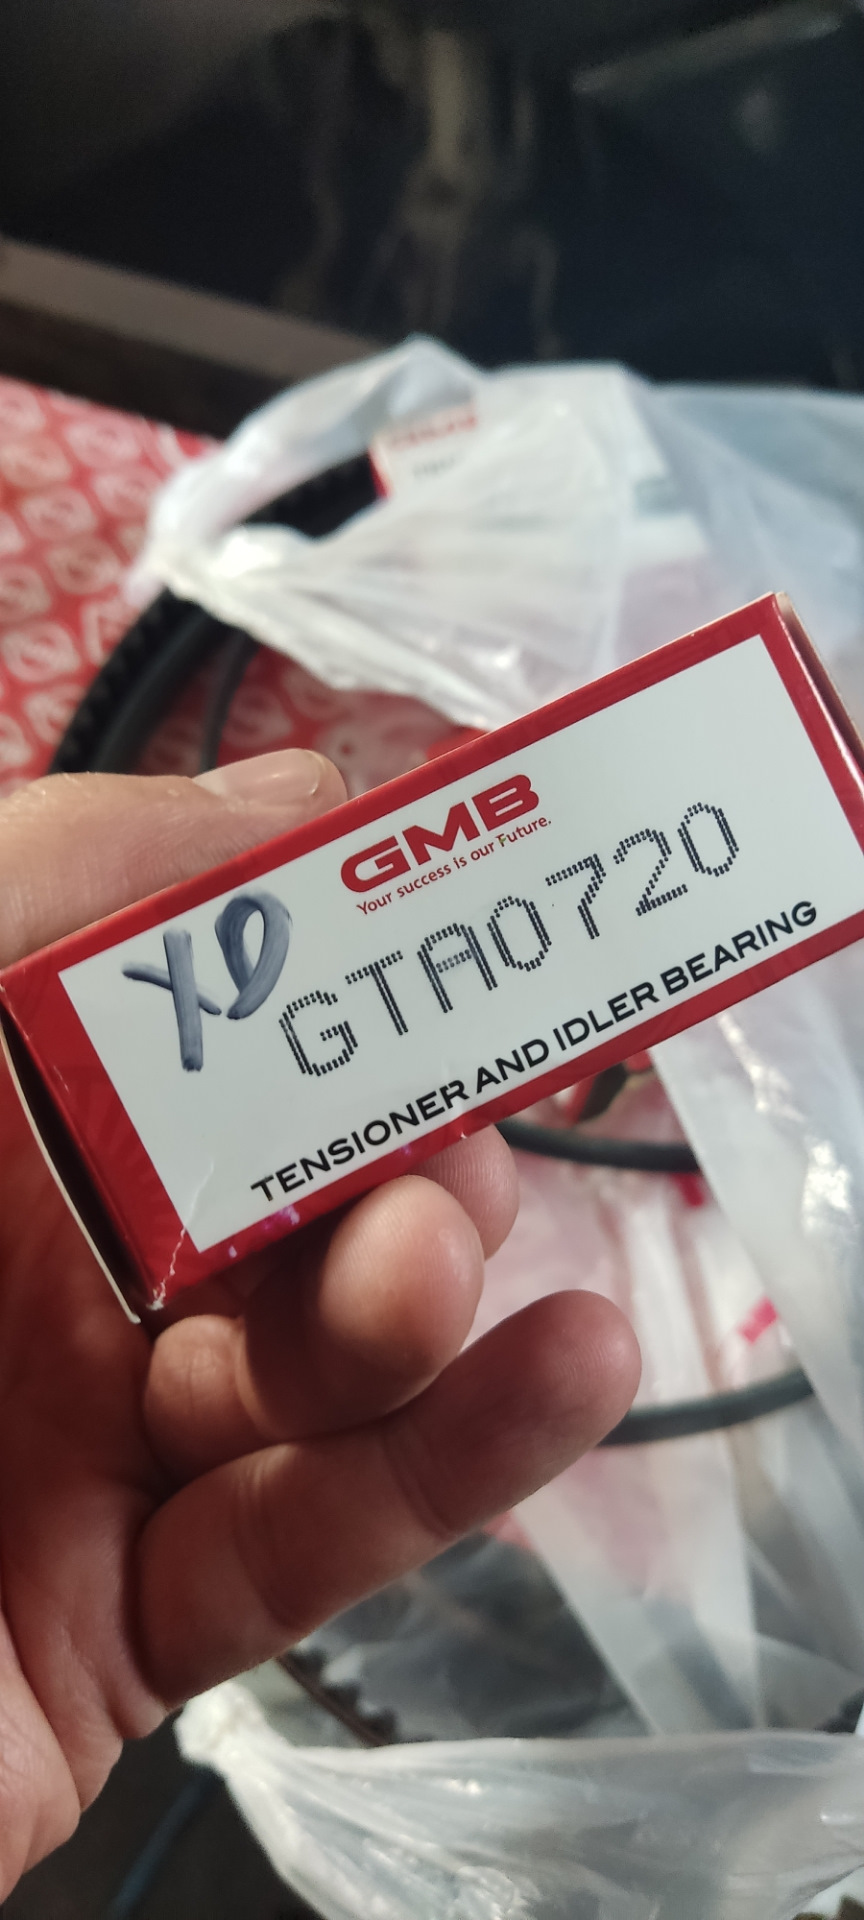 GMB
Your success is our Future.
XD
GTA0720
TENSIONER AND IDLER BEARING